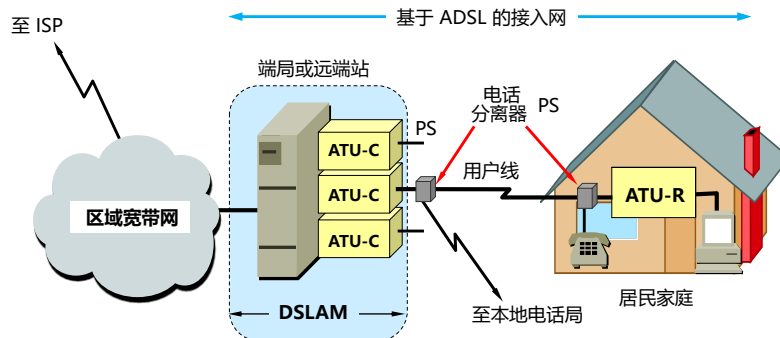 基于 ADSL 的接入网
至 ISP
端局或远端站
电话
分离器
PS
PS
ATU-C
用户线
ATU-C
ATU-R
区域宽带网
ATU-C
居民家庭
DSLAM
至本地电话局